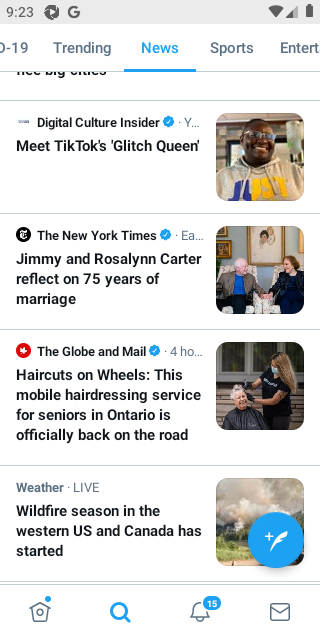 9:23 G
D-19 Trending News Sports Entert
nee big cities
Digital Culture Insider · Y...
Meet TikTok's 'Glitch Queen'
The New York Times · Ea...
Jimmy and Rosalynn Carter
reflect on 75 years of
marriage
The Globe and Mail · 4 ho...
Haircuts on Wheels: This
mobile hairdressing service
for seniors in Ontario is
officially back on the road
Weather · LIVE
Wildfire season in the
western US and Canada has
started
15